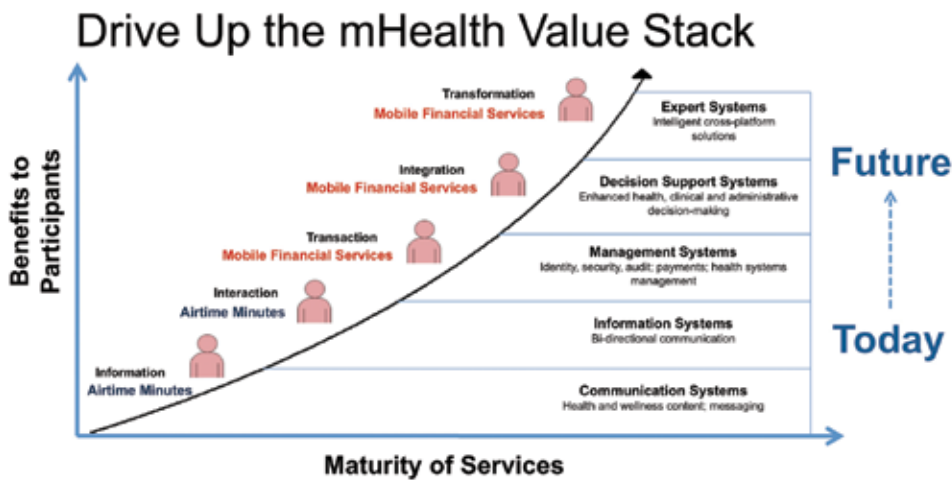 Drive Up the mHealth Value Stack
Benefits to
Participants
Transformation
Mobile Financial Services
Integration
Mobile Financial Services
Transaction
Mobile Financial Services
Interaction
Airtime Minutes
Information
Airtime Minutes
Expert Systems
Intelligent cross-platform
solutions
Decision Support Systems
Enhanced health, clinical and administrative
decision-making
Management Systems
Identity, security, audit; payments; health systems
management
Information Systems
Bi-directional communication
Communication Systems
Health and wellness content; messaging
Future
Today
Maturity of Services